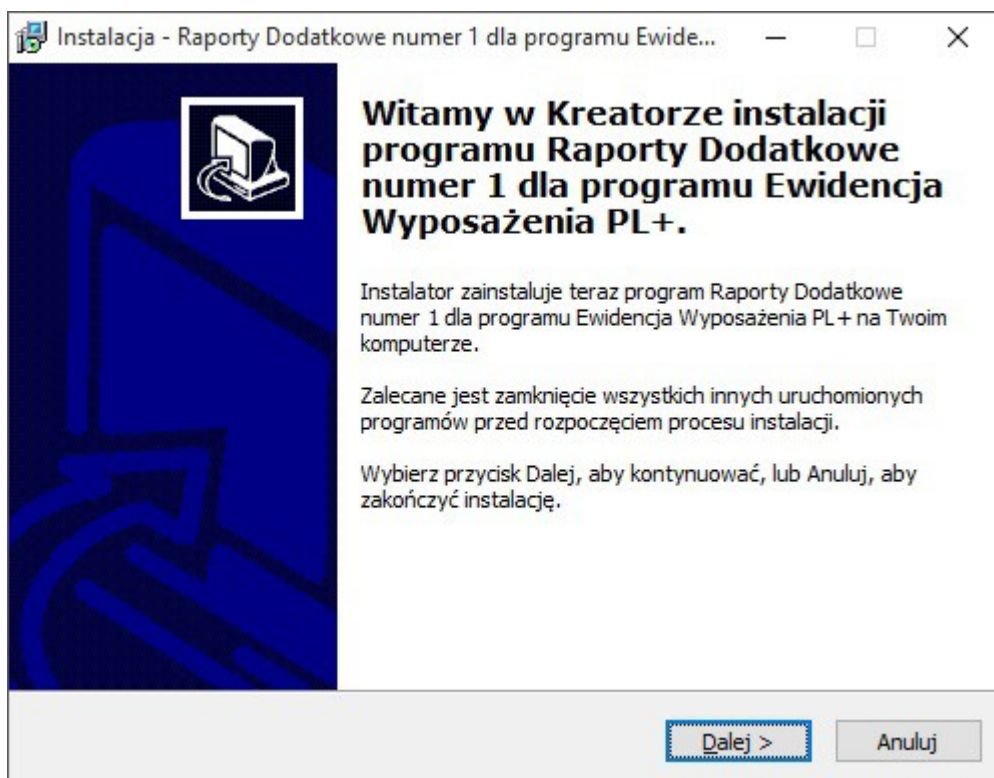 Instalacja - Raporty Dodatkowe numer 1 dla programu Ewide...
Witamy w Kreatorze instalacji
programu Raporty Dodatkowe
numer 1 dla programu Ewidencja
Wyposażenia PL+.
Instalator zainstaluje teraz program Raporty Dodatkowe
numer 1 dla programu Ewidencja Wyposażenia PL+ na Twoim
komputerze.
Zalecane jest zamknięcie wszystkich innych uruchomionych
programów przed rozpoczęciem procesu instalacji.
Wybierz przycisk Dalej, aby kontynuować, lub Anuluj, aby
zakończyć instalację.
Dalej >
Anuluj